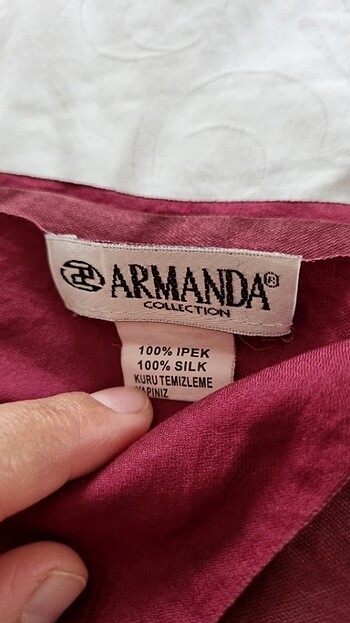 ARMANDA®
COLLECTION
100% IPEK
100% SILK
KURU TEMIZLEME
YAPINIZ